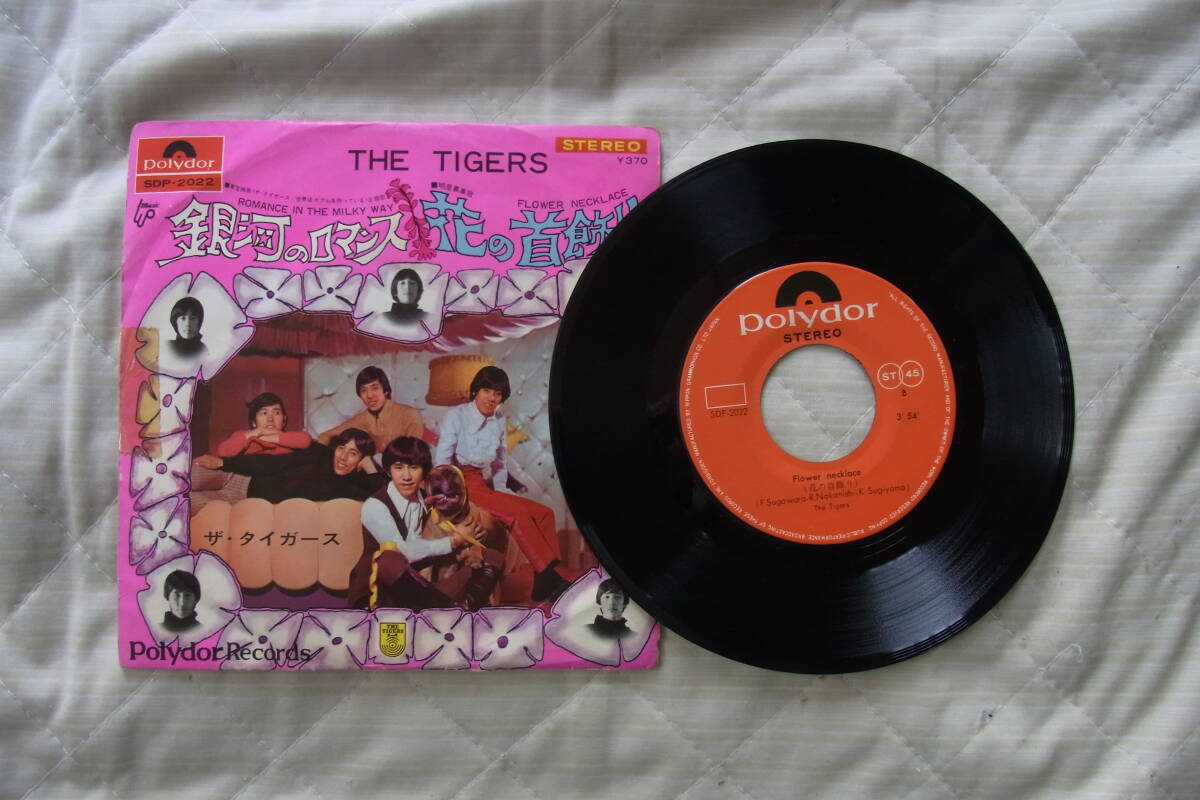 polydor
SDP-2022
THE TIGERS
STEREO
¥370
ROMANCE IN THE MILKY WAY
FLOWER NECKLACE
銀河のロマンス
花の首飾り
ザ・タイガース
THE
TIGERS
Polydor Records
polydor
STEREO
ST 45
B
SDP-2022
3'54"
Flower necklace
(花の首飾り)
(F.Sugawara-R.Nakanishi-K.Sugiyama)
The Tigers